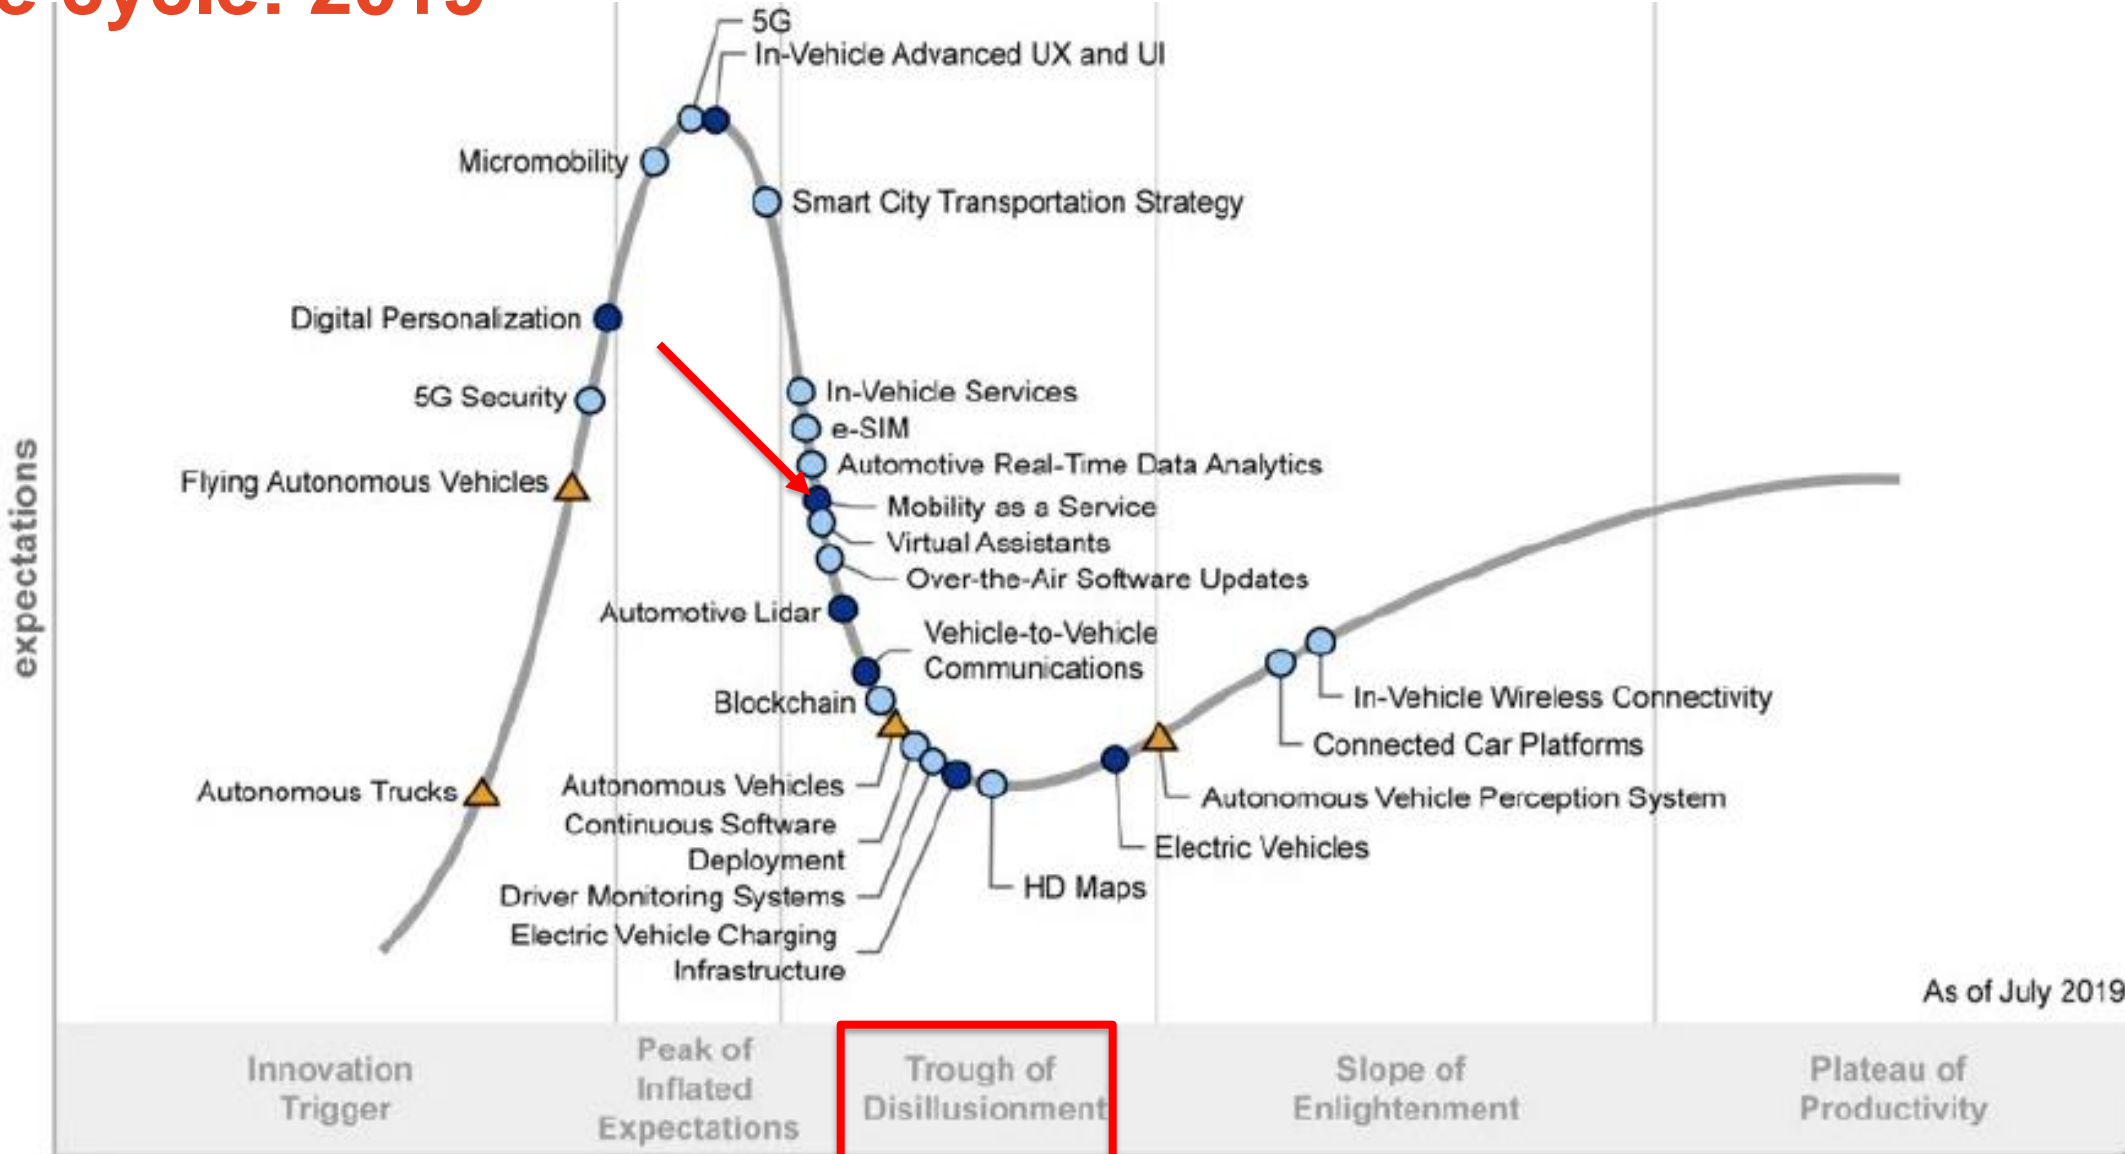 e cycle: 2019
5G
In-Vehicle Advanced UX and UI
Micromobility
Smart City Transportation Strategy
Digital Personalization
5G Security
In-Vehicle Services
e-SIM
Automotive Real-Time Data Analytics
Flying Autonomous Vehicles
Mobility as a Service
Virtual Assistants
Over-the-Air Software Updates
Automotive Lidar
Vehicle-to-Vehicle
Communications
Blockchain
In-Vehicle Wireless Connectivity
Connected Car Platforms
Autonomous Trucks
Autonomous Vehicles
Autonomous Vehicle Perception System
Continuous Software
Deployment
Electric Vehicles
HD Maps
Driver Monitoring Systems
Electric Vehicle Charging
Infrastructure
expectations
As of July 2019
Innovation
Trigger
Peak of
Inflated
Expectations
Trough of
Disillusionment
Slope of
Enlightenment
Plateau of
Productivity